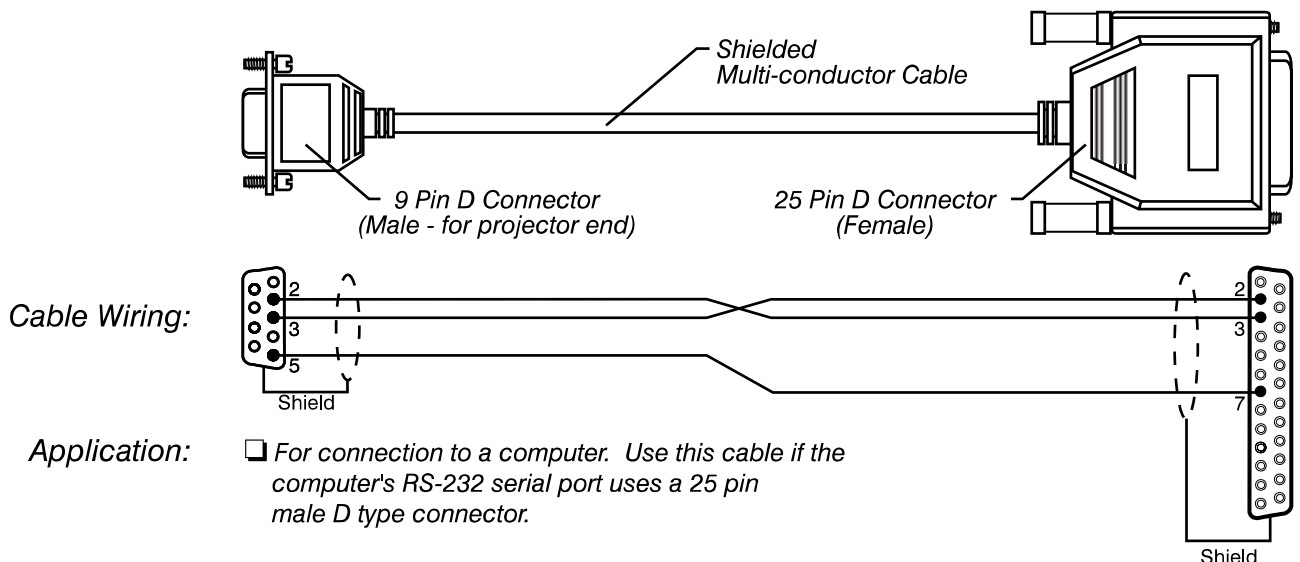 Shielded
Multi-conductor Cable
9 Pin D Connector
(Male - for projector end)
25 Pin D Connector
(Female)
Cable Wiring:
2
3
5
Shield
2
3
7
Shield
Application:
❑ For connection to a computer. Use this cable if the
computer's RS-232 serial port uses a 25 pin
male D type connector.